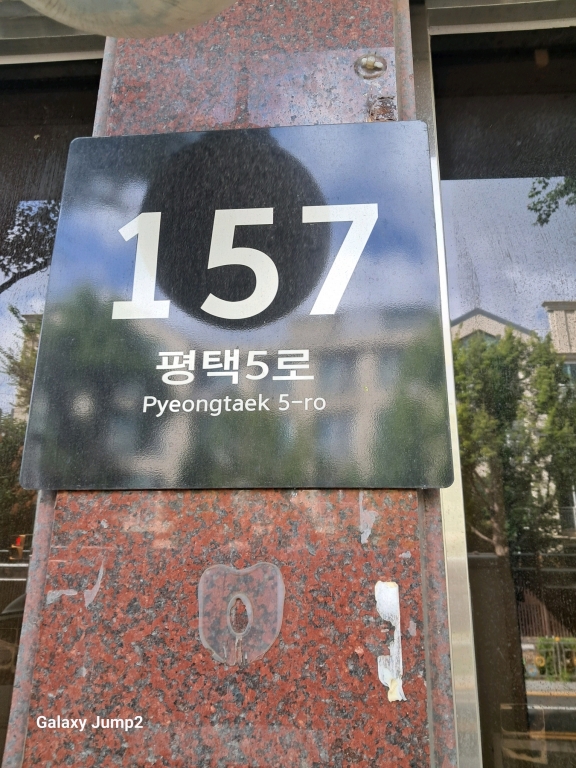 157
평택5로
Pyeongtaek 5-ro
Galaxy Jump2